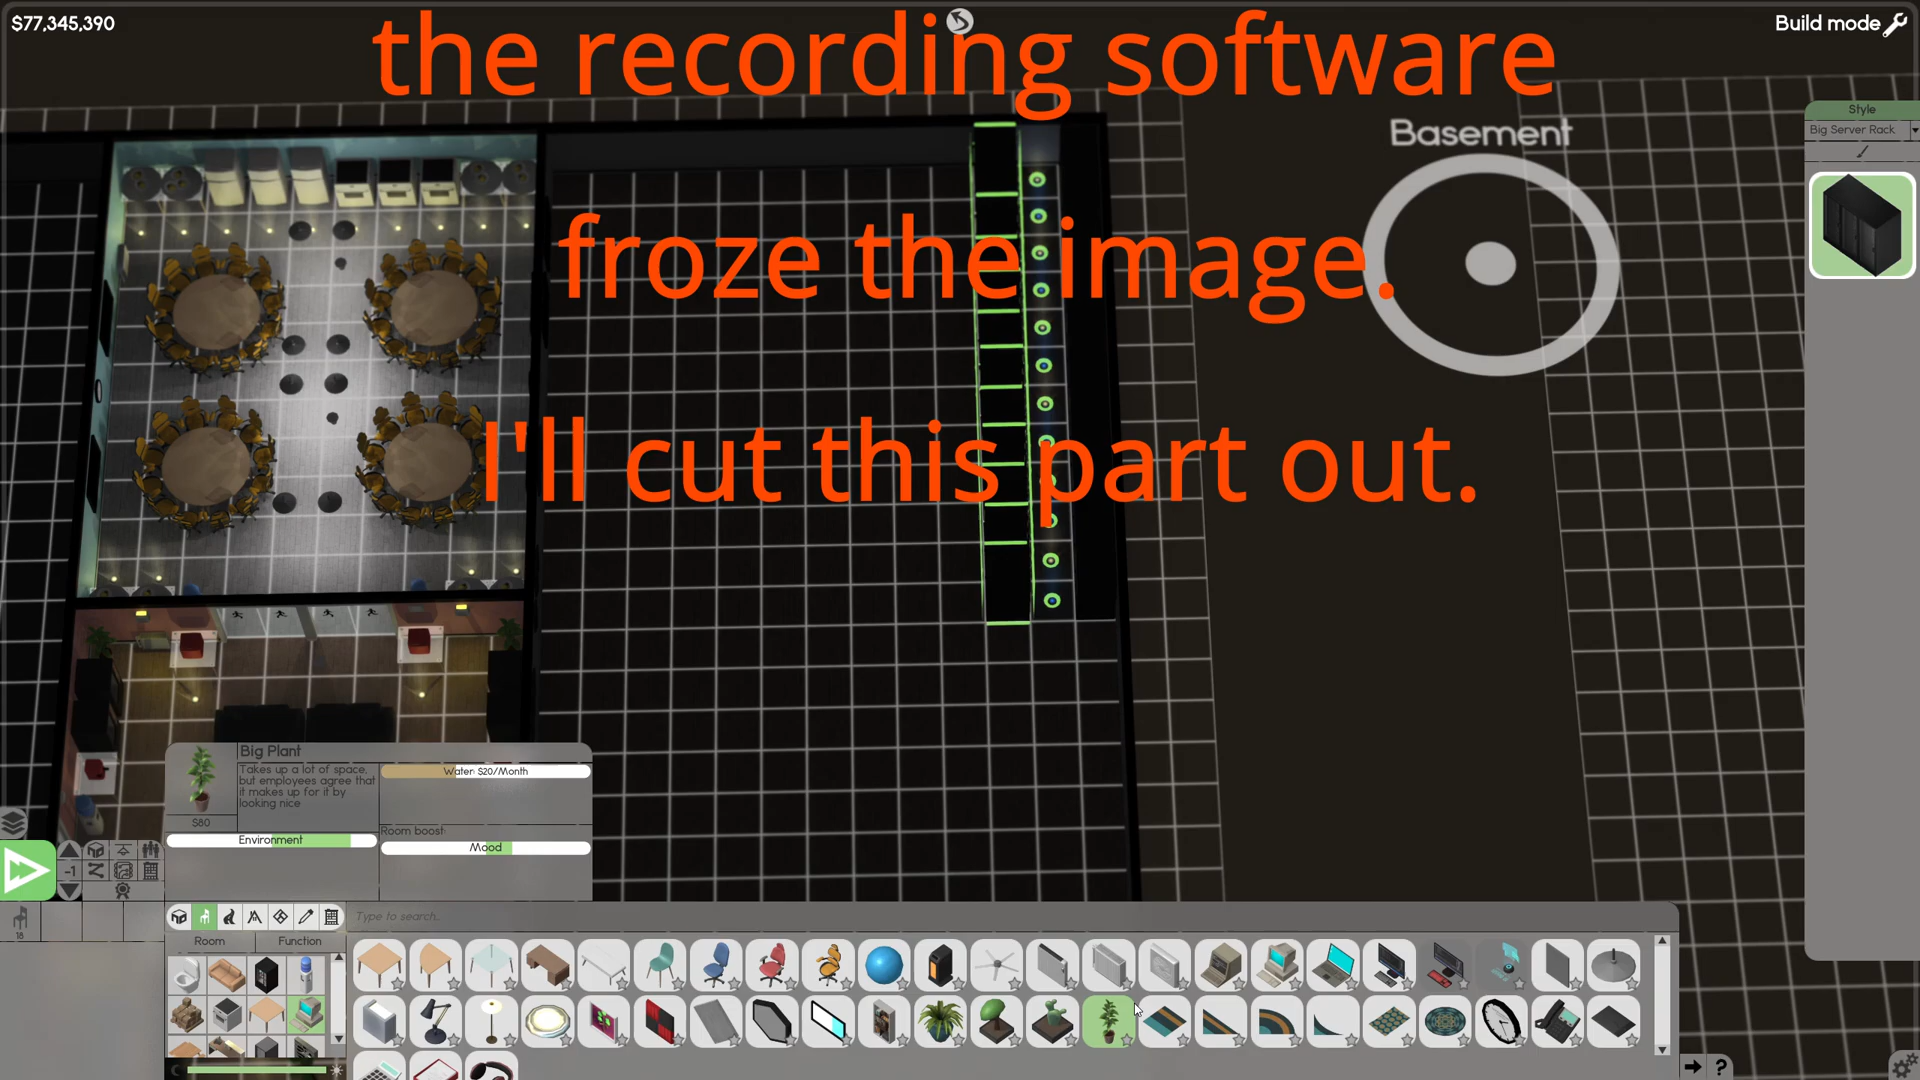 $77,345,390
Build mode
the recording software
froze the image.
I'll cut this part out.
Basement
Style
Big Server Rack
Big Plant
Takes up a lot of space,
but employees agree that
it makes up for it by
looking nice
$80
Water: $20/Month
Room boost:
Environment
Mood
-1
18
Room
Function
Type to search..
?